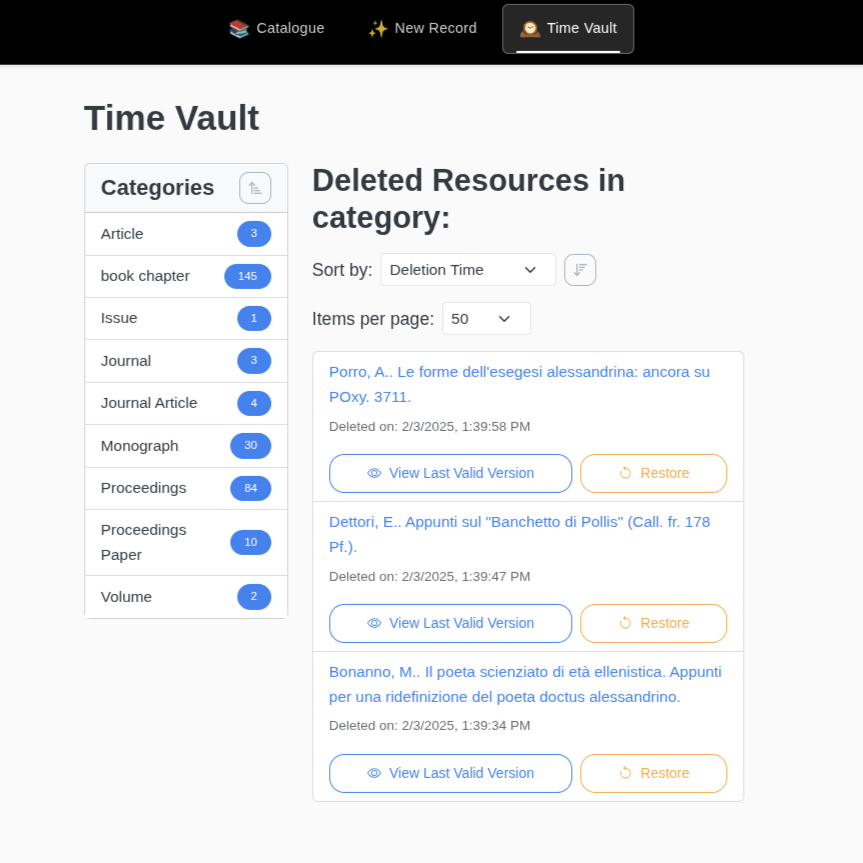 Catalogue
New Record
Time Vault
Time Vault
Categories
Article 3
book chapter 145
Issue 1
Journal 3
Journal Article 4
Monograph 30
Proceedings 84
Proceedings
Paper 10
Volume 2
Deleted Resources in
category:
Sort by: Deletion Time
Items per page: 50
Porro, A.. Le forme dell'esegesi alessandrina: ancora su
POxy. 3711.
Deleted on: 2/3/2025, 1:39:58 PM
View Last Valid Version Restore
Dettori, E.. Appunti sul "Banchetto di Pollis" (Call. fr. 178
Pf.).
Deleted on: 2/3/2025, 1:39:47 PM
View Last Valid Version Restore
Bonanno, M.. Il poeta scienziato di età ellenistica. Appunti
per una ridefinizione del poeta doctus alessandrino.
Deleted on: 2/3/2025, 1:39:34 PM
View Last Valid Version Restore